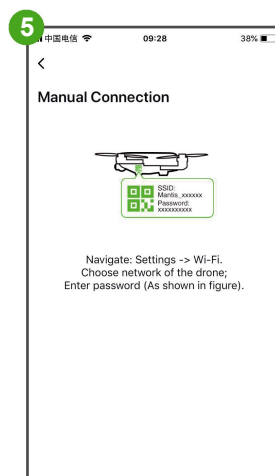 5
中国电信 09:28 38%
Manual Connection
SSID:
Mantis_xxxxxx
Password:
xxxxxxxxxx
Navigate: Settings -> Wi-Fi.
Choose network of the drone;
Enter password (As shown in figure).